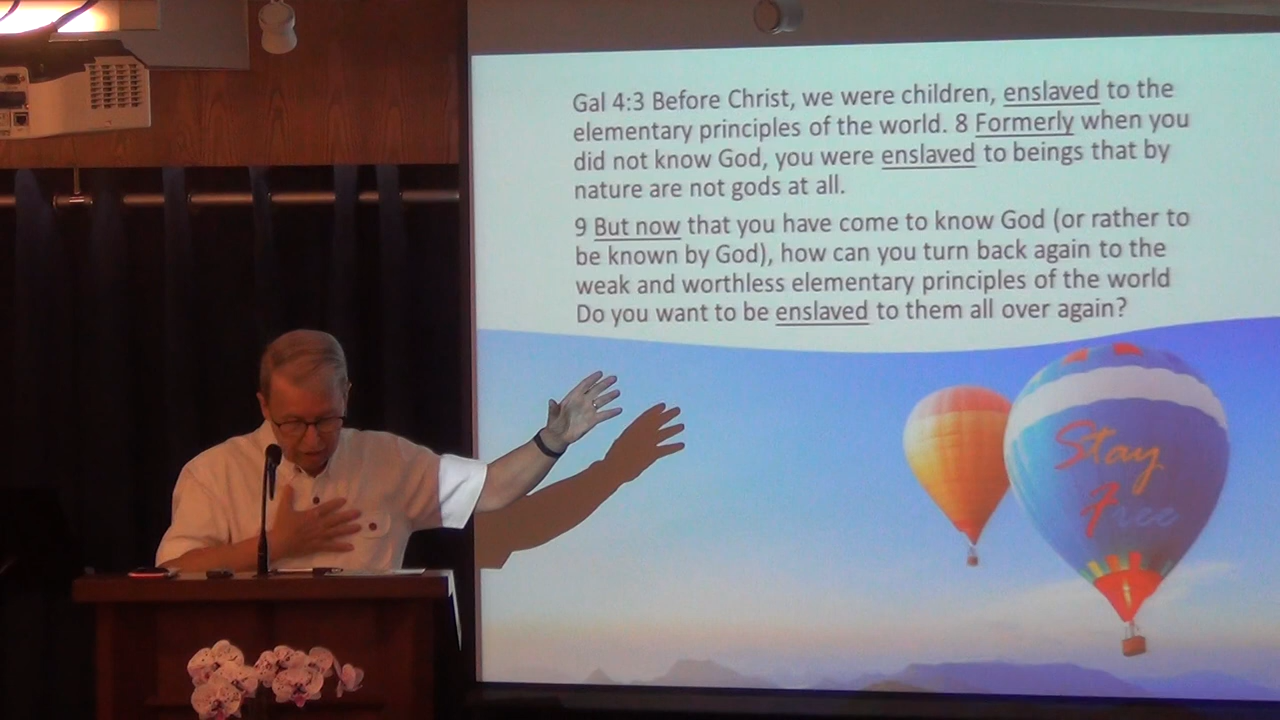 Gal 4:3 Before Christ, we were children, enslaved to the
elementary principles of the world. 8 Formerly when you
did not know God, you were enslaved to beings that by
nature are not gods at all.
9 But now that you have come to know God (or rather to
be known by God), how can you turn back again to the
weak and worthless elementary principles of the world
Do you want to be enslaved to them all over again?
Stay
Free